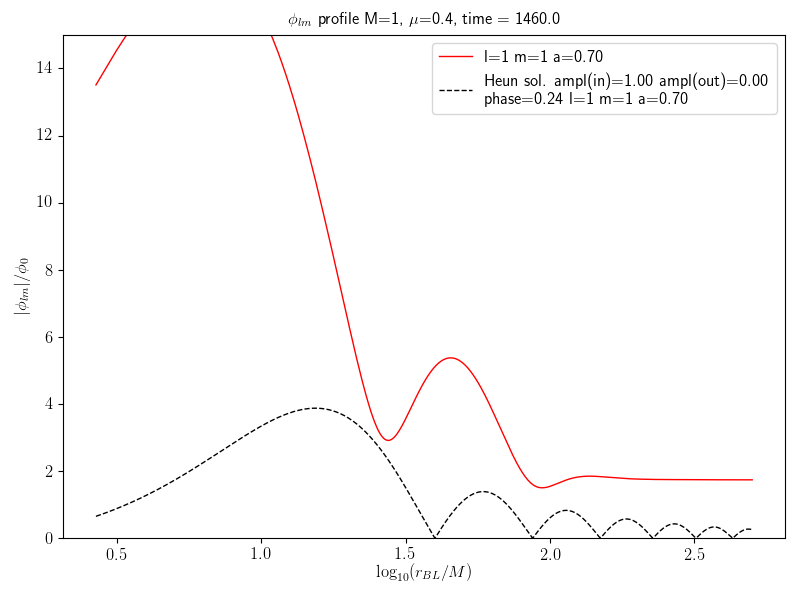 $\phi_{lm}$ profile M=1, $\mu$=0.4, time = 1460.0
l=1 m=1 a=0.70
Heun sol. ampl(in)=1.00 ampl(out)=0.00
phase=0.24 l=1 m=1 a=0.70
$|\phi_{lm}|/\phi_0$
14
12
10
8
6
4
2
0
0.5 1.0 1.5 2.0 2.5
$\log_{10}(r_{BL}/M)$